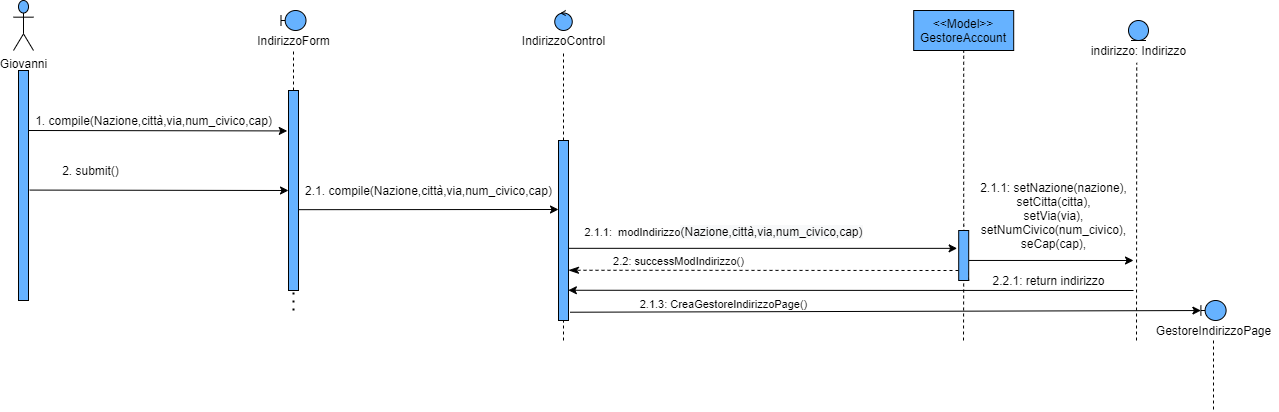 Giovanni
IndirizzoForm
IndirizzoControl
<<Model>>
GestoreAccount
indirizzo: Indirizzo
1. compile(Nazione,città,via,num_civico,cap)
2. submit()
2.1. compile(Nazione,città,via,num_civico,cap)
2.1.1: setNazione(nazione),
setCitta(citta),
setVia(via),
setNumCivico(num_civico),
seCap(cap),
2.1.1: modIndirizzo(Nazione,città,via,num_civico,cap)
2.2: successModIndirizzo()
2.2.1: return indirizzo
2.1.3: CreaGestoreIndirizzoPage()
GestoreIndirizzoPage